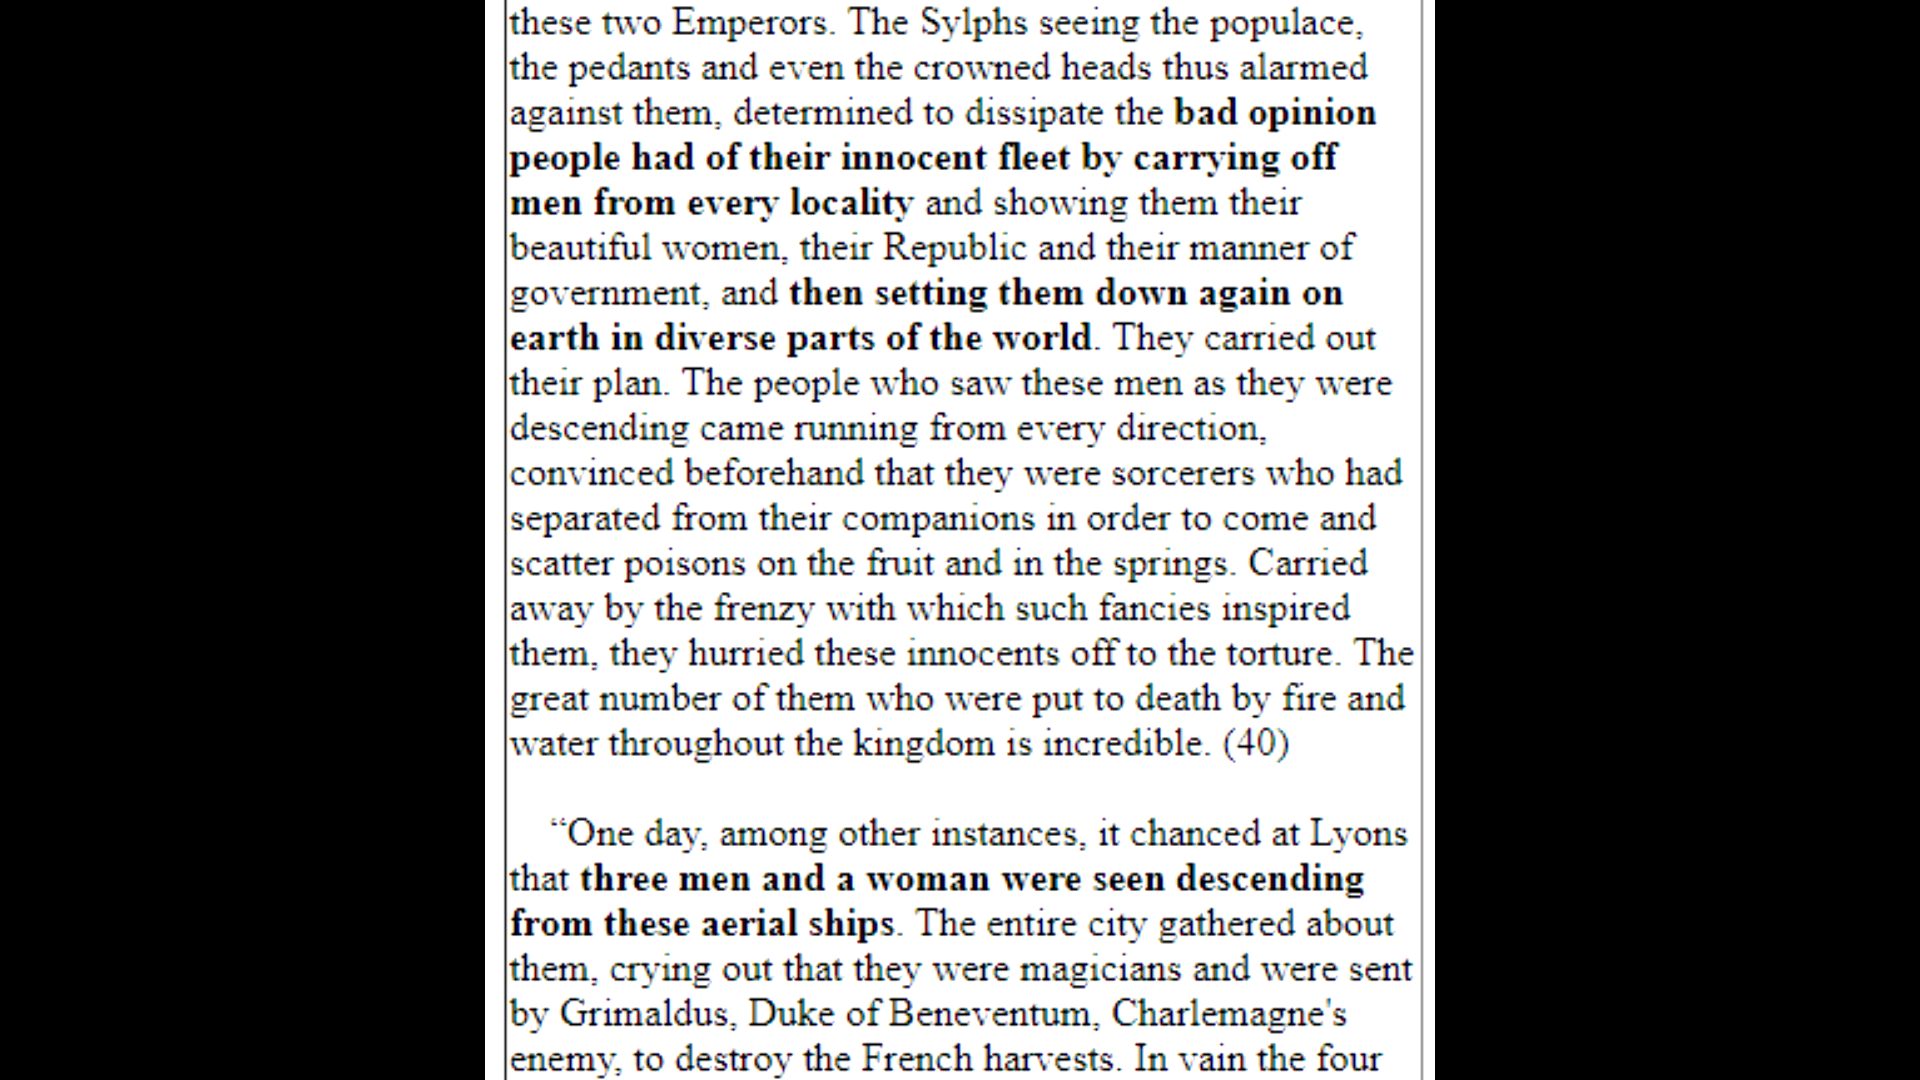 these two Emperors. The Sylphs seeing the populace,
the pedants and even the crowned heads thus alarmed
against them, determined to dissipate the bad opinion
people had of their innocent fleet by carrying off
men from every locality and showing them their
beautiful women, their Republic and their manner of
government, and then setting them down again on
earth in diverse parts of the world. They carried out
their plan. The people who saw these men as they were
descending came running from every direction,
convinced beforehand that they were sorcerers who had
separated from their companions in order to come and
scatter poisons on the fruit and in the springs. Carried
away by the frenzy with which such fancies inspired
them, they hurried these innocents off to the torture. The
great number of them who were put to death by fire and
water throughout the kingdom is incredible. (40)
“One day, among other instances, it chanced at Lyons
that three men and a woman were seen descending
from these aerial ships. The entire city gathered about
them, crying out that they were magicians and were sent
by Grimaldus, Duke of Beneventum, Charlemagne's
enemy, to destroy the French harvests. In vain the four